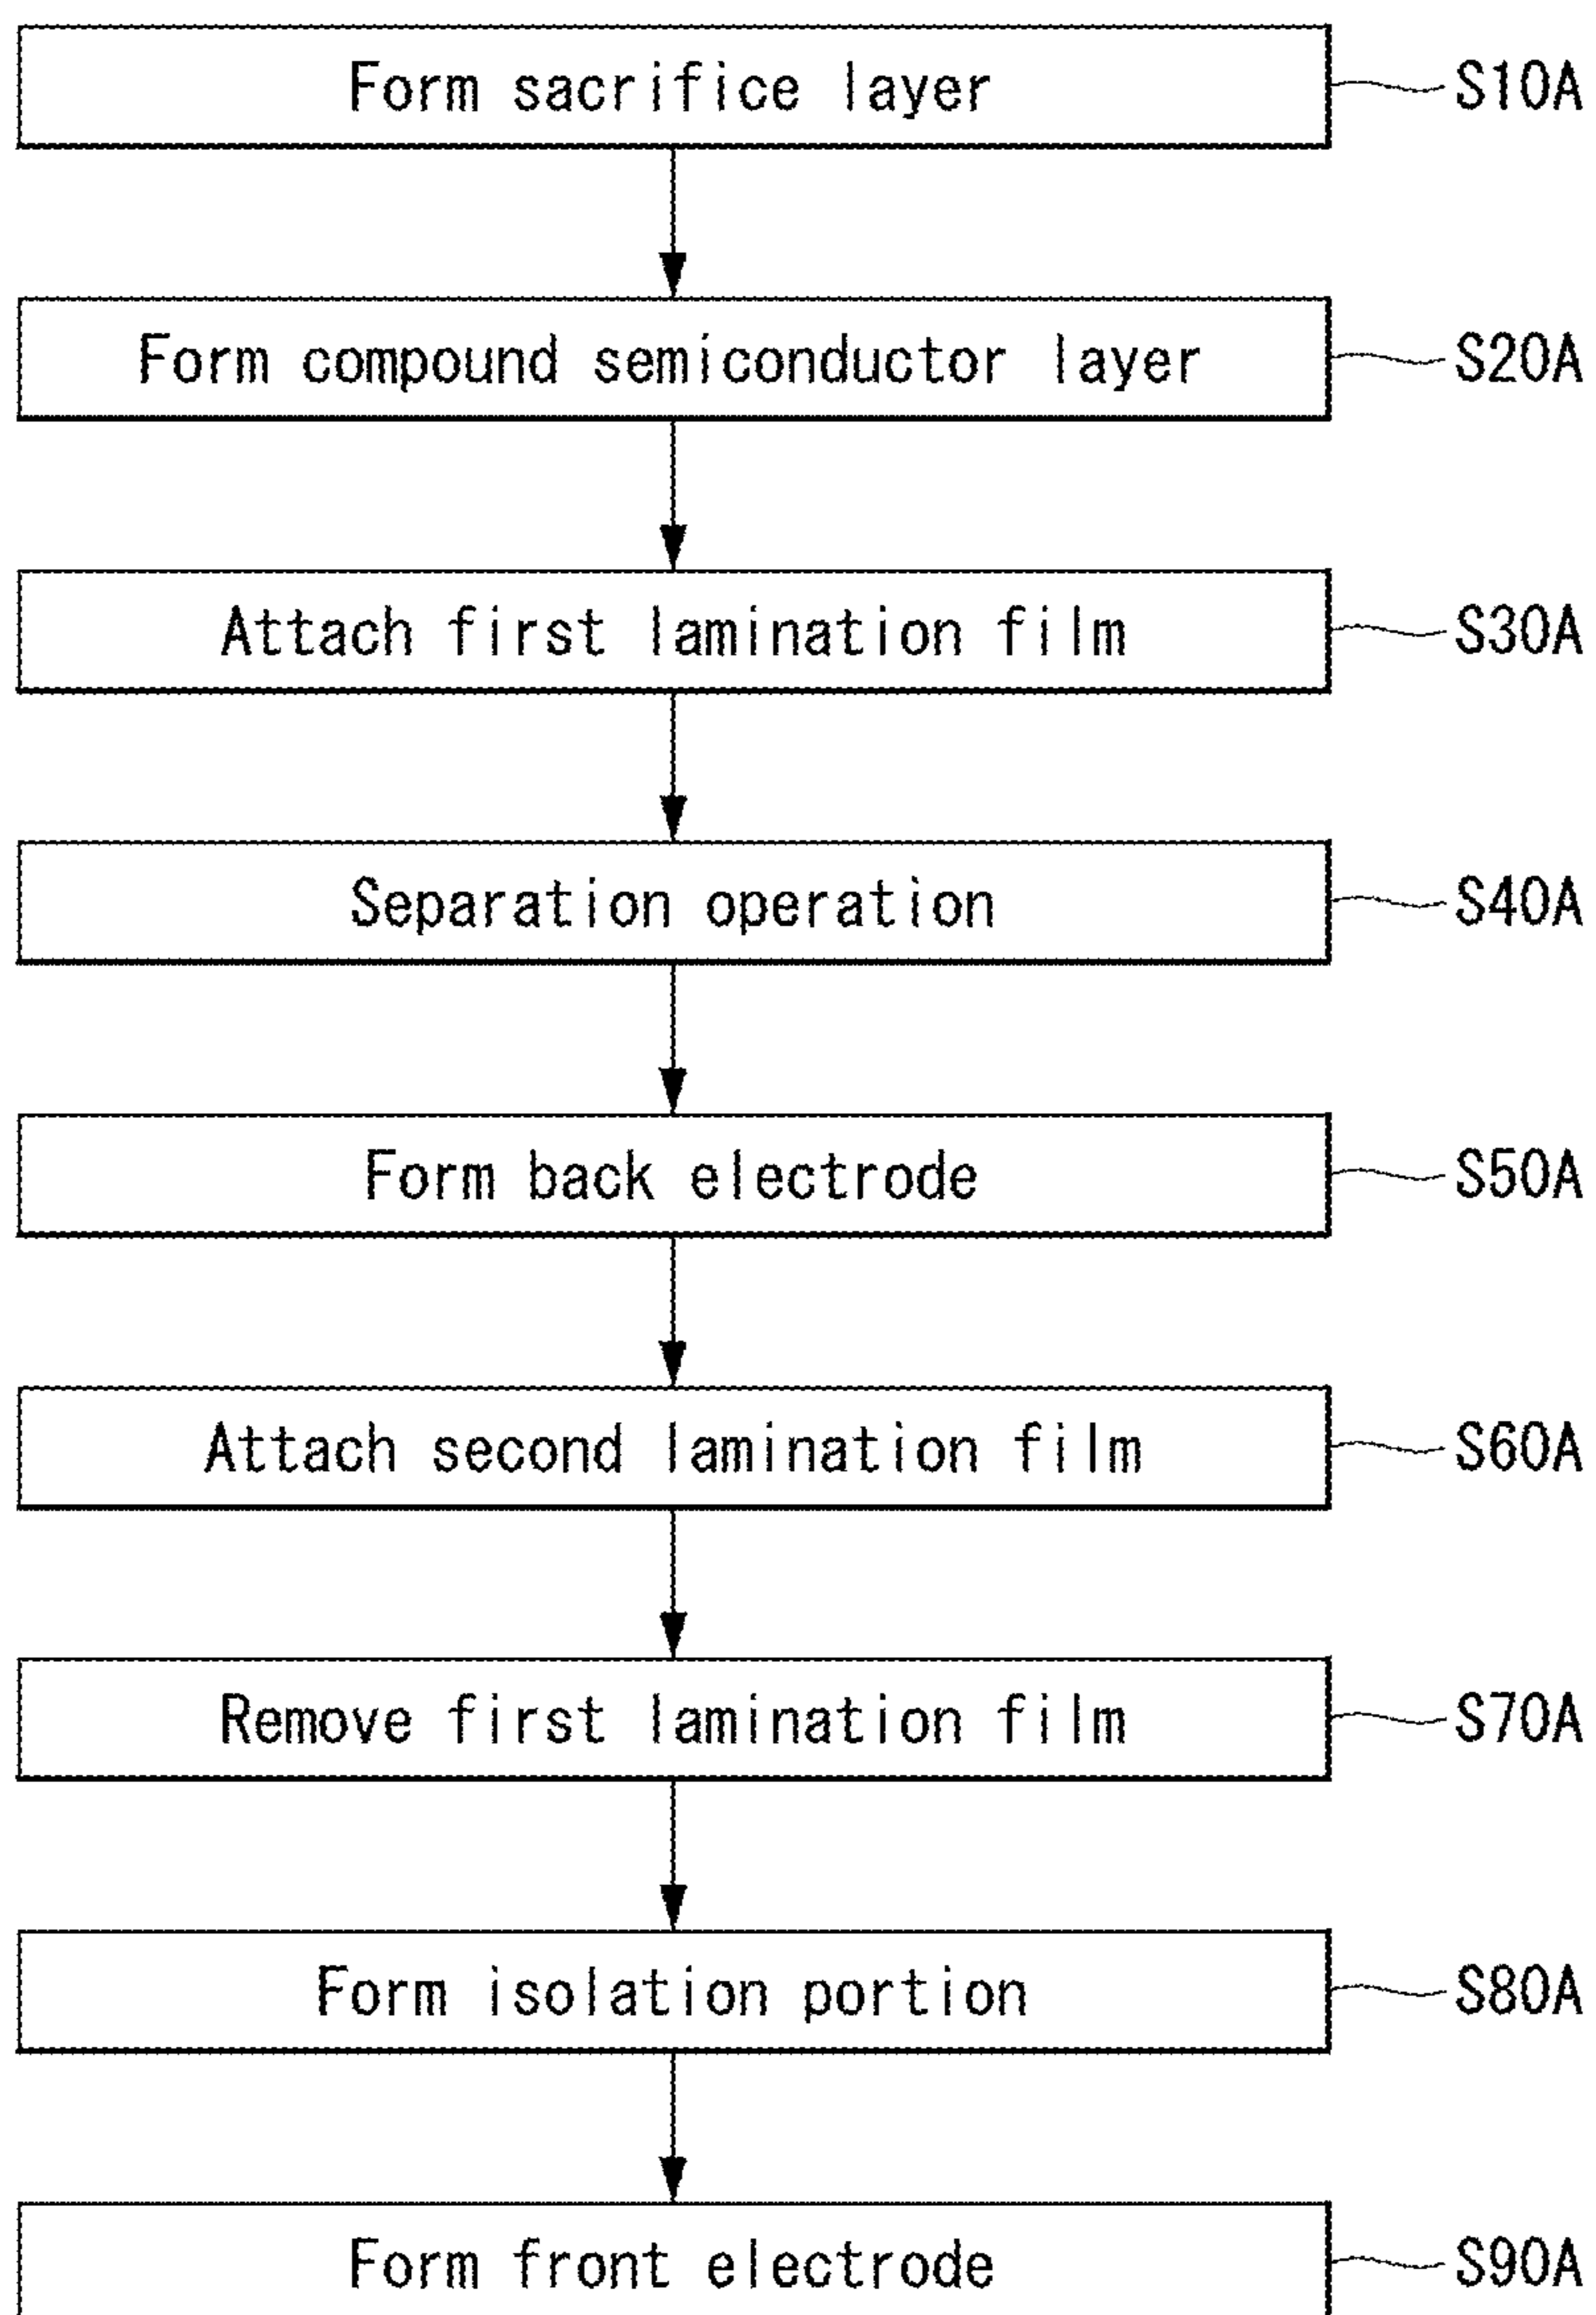 Form sacrifice layer S10A
Form compound semiconductor layer S20A
Attach first lamination film S30A
Separation operation S40A
Form back electrode S50A
Attach second lamination film S60A
Remove first lamination film S70A
Form isolation portion S80A
Form front electrode S90A